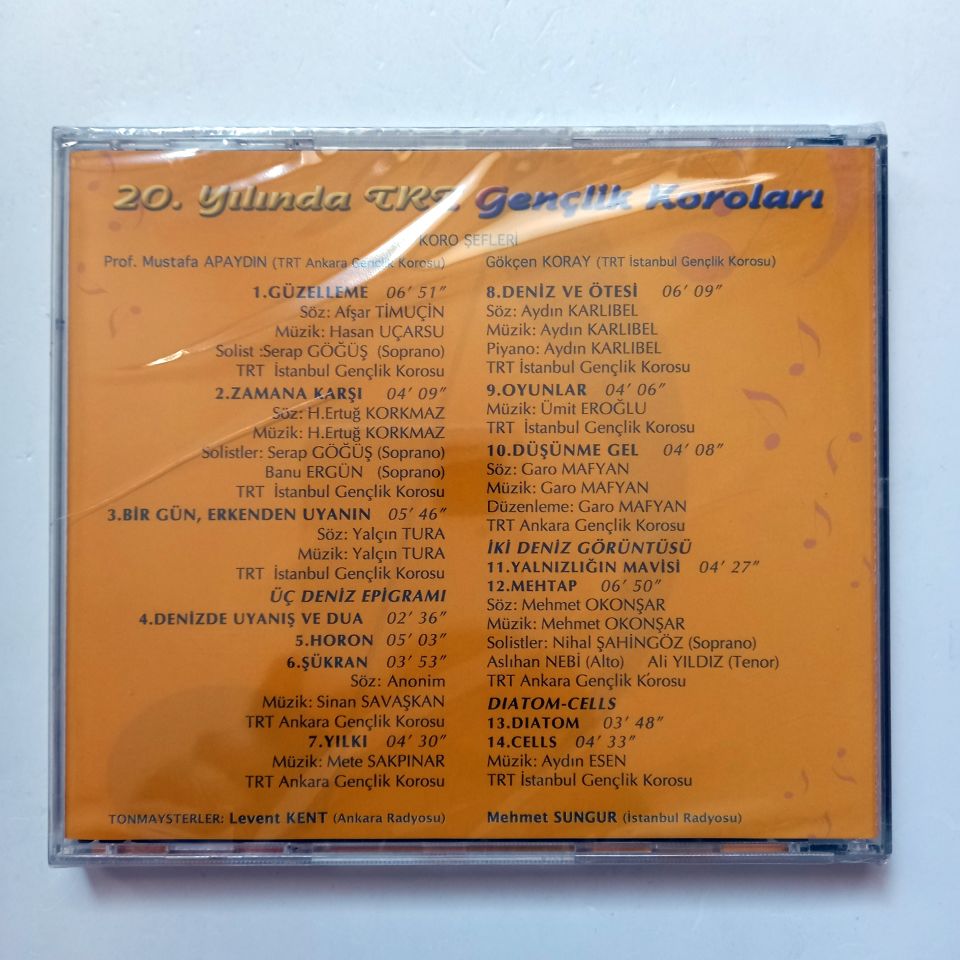 20. Yılında TRT Gençlik Koroları
KORO ŞEFLERİ
Prof. Mustafa APAYDIN (TRT Ankara Gençlik Korosu)
1.GÜZELLEME 06' 51"
Söz: Afşar TİMUÇİN
Müzik: Hasan UÇARSU
Solist :Serap GÖĞÜŞ (Soprano)
TRT İstanbul Gençlik Korosu
2.ZAMANA KARŞI 04' 09"
Söz: H.Ertuğ KORKMAZ
Müzik: H.Ertuğ KORKMAZ
Solistler: Serap GÖĞÜŞ (Soprano)
Banu ERGÜN (Soprano)
TRT İstanbul Gençlik Korosu
3.BİR GÜN, ERKENDEN UYANIN 05' 46"
Söz: Yalçın TURA
Müzik: Yalçın TURA
TRT İstanbul Gençlik Korosu
ÜÇ DENİZ EPİGRAMI
4.DENİZDE UYANIŞ VE DUA 02' 36"
5.HORON 05' 03"
6.ŞÜKRAN 03' 53"
Söz: Anonim
Müzik: Sinan SAVAŞKAN
TRT Ankara Gençlik Korosu
7.YILKI 04' 30"
Müzik: Mete SAKPINAR
TRT Ankara Gençlik Korosu
Gökçen KORAY (TRT İstanbul Gençlik Korosu)
8.DENİZ VE ÖTESİ 06' 09"
Söz: Aydın KARLIBEL
Müzik: Aydın KARLIBEL
Piyano: Aydın KARLIBEL
TRT İstanbul Gençlik Korosu
9.OYUNLAR 04' 06"
Müzik: Ümit EROĞLU
TRT İstanbul Gençlik Korosu
10.DÜŞÜNME GEL 04' 08"
Söz: Garo MAFYAN
Müzik: Garo MAFYAN
Düzenleme: Garo MAFYAN
TRT Ankara Gençlik Korosu
İKİ DENİZ GÖRÜNTÜSÜ
11.YALNIZLIĞIN MAVİSİ 04' 27"
12.MEHTAP 06' 50"
Söz: Mehmet OKONŞAR
Müzik: Mehmet OKONŞAR
Solistler: Nihal ŞAHİNGÖZ (Soprano)
Aslıhan NEBİ (Alto) Ali YILDIZ (Tenor)
TRT Ankara Gençlik Korosu
DIATOM-CELLS
13.DIATOM 03' 48"
14.CELLS 04' 33"
Müzik: Aydın ESEN
TRT İstanbul Gençlik Korosu
TONMAYSTERLER: Levent KENT (Ankara Radyosu)
Mehmet SUNGUR (İstanbul Radyosu)